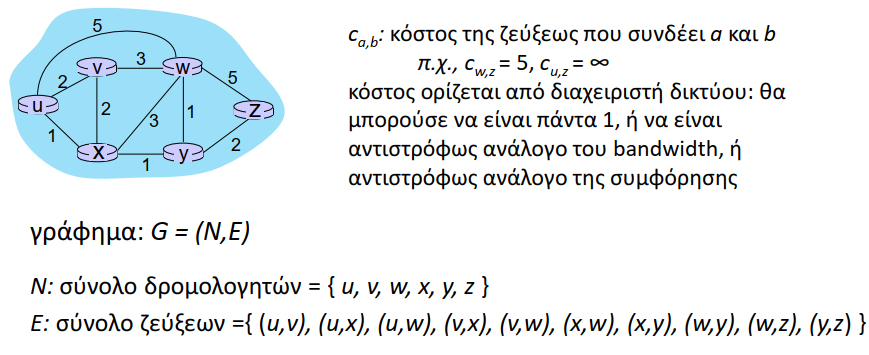 5
3
5
v
w
2
u
2
3
1
z
1
x
y
2
1
c_{a,b}: κόστος της ζεύξεως που συνδέει a και b
π.χ., c_{w,z} = 5, c_{u,z} = ∞
κόστος ορίζεται από διαχειριστή δικτύου: θα
μπορούσε να είναι πάντα 1, ή να είναι
αντιστρόφως ανάλογο του bandwidth, ή
αντιστρόφως ανάλογο της συμφόρησης
γράφημα: G = (N,E)
N: σύνολο δρομολογητών = { u, v, w, x, y, z }
E: σύνολο ζεύξεων ={ (u,v), (u,x), (u,w), (v,x), (v,w), (x,w), (x,y), (w,y), (w,z), (y,z) }